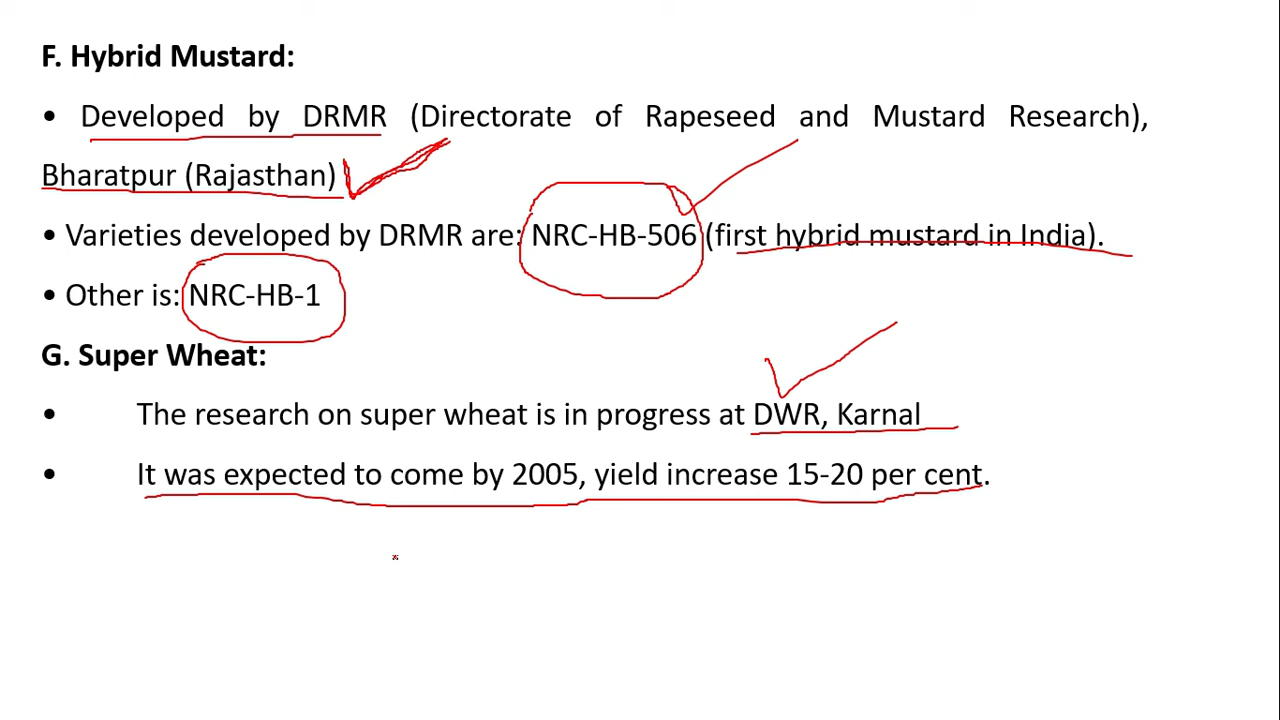 F. Hybrid Mustard:
• Developed by DRMR (Directorate of Rapeseed and Mustard Research),
Bharatpur (Rajasthan)
• Varieties developed by DRMR are: NRC-HB-506 (first hybrid mustard in India).
• Other is: NRC-HB-1
G. Super Wheat:
• The research on super wheat is in progress at DWR, Karnal
• It was expected to come by 2005, yield increase 15-20 per cent.